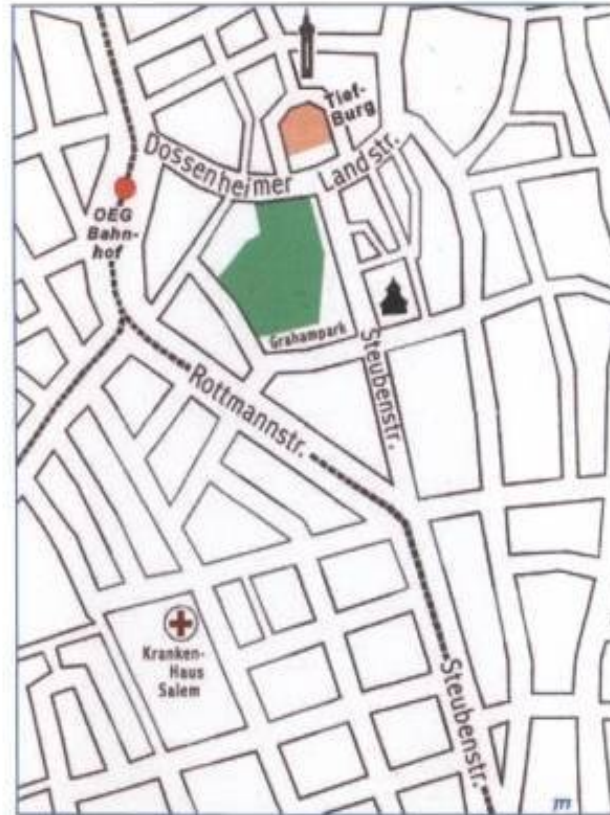 Tief-
Burg
Dossenheimer
Landstr.
OEG
Bahn-
hof
Grahampark
Steubenstr.
Rottmannstr.
Kranken-
Haus
Salem
Steubenstr.
m